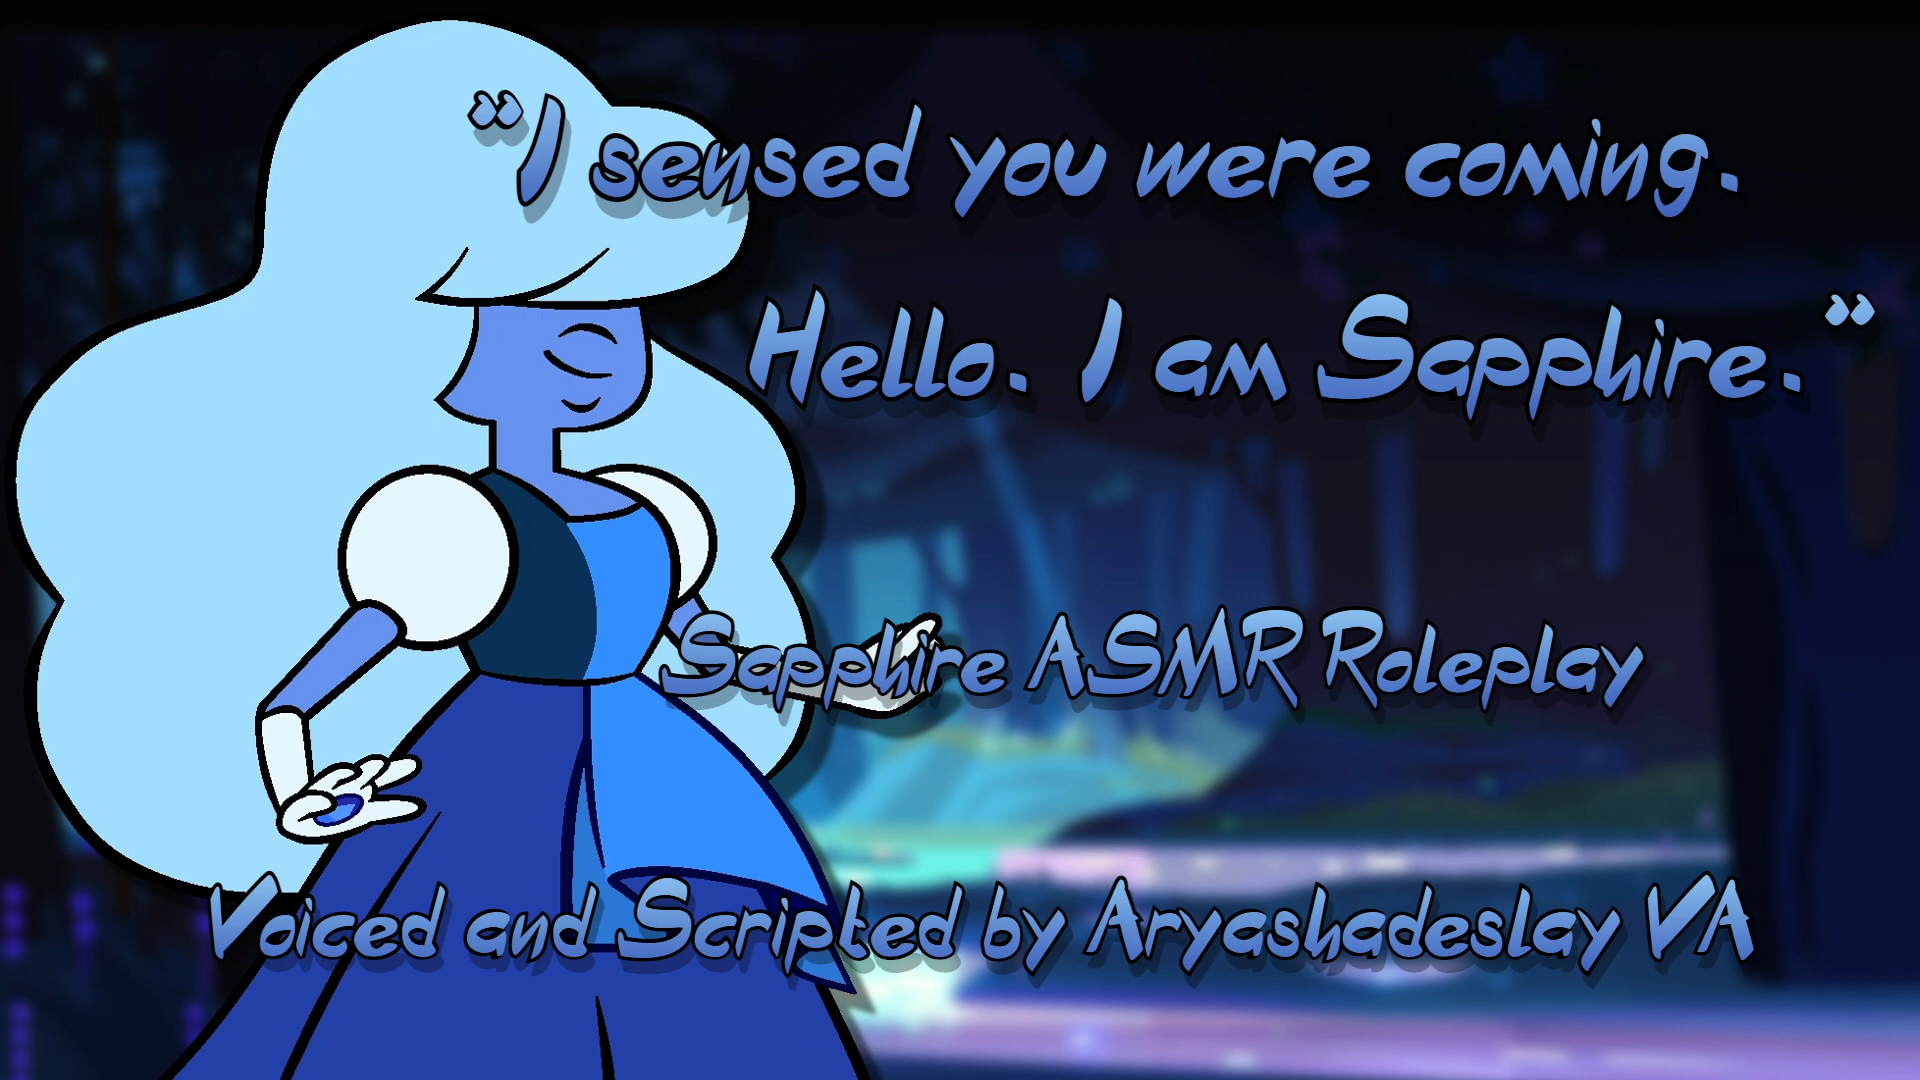 "I sensed you were coming.
Hello. I am Sapphire."
Sapphire ASMR Roleplay
Voiced and Scripted by Aryashadeslay VA